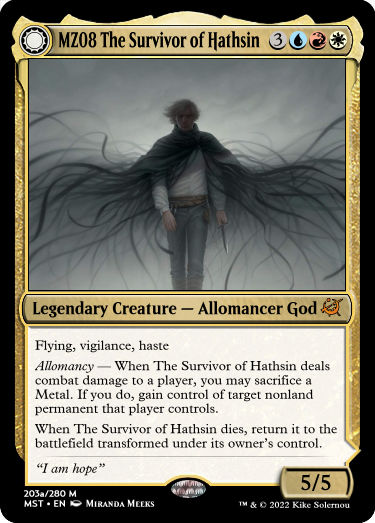 MZ08 The Survivor of Hathsin 3
Legendary Creature — Allomancer God
Flying, vigilance, haste
Allomancy — When The Survivor of Hathsin deals
combat damage to a player, you may sacrifice a
Metal. If you do, gain control of target nonland
permanent that player controls.
When The Survivor of Hathsin dies, return it to the
battlefield transformed under its owner's control.
"I am hope"
5/5
203a/280 M
MST • EN Miranda Meeks
™ & © 2022 Kike Solernou